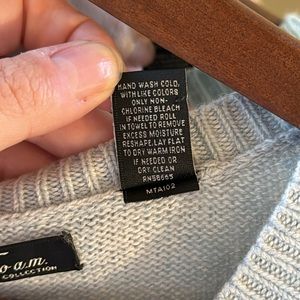 HAND WASH COLD,
WITH LIKE COLORS
ONLY NON-
CHLORINE BLEACH
IF NEEDED ROLL
IN TOWEL TO REMOVE
EXCESS MOISTURE
RESHAPE, LAY FLAT
TO DRY WARM IRON
IF NEEDED OR
DRY CLEAN
RN58665
MTA102
o a.m.
COLLECTION